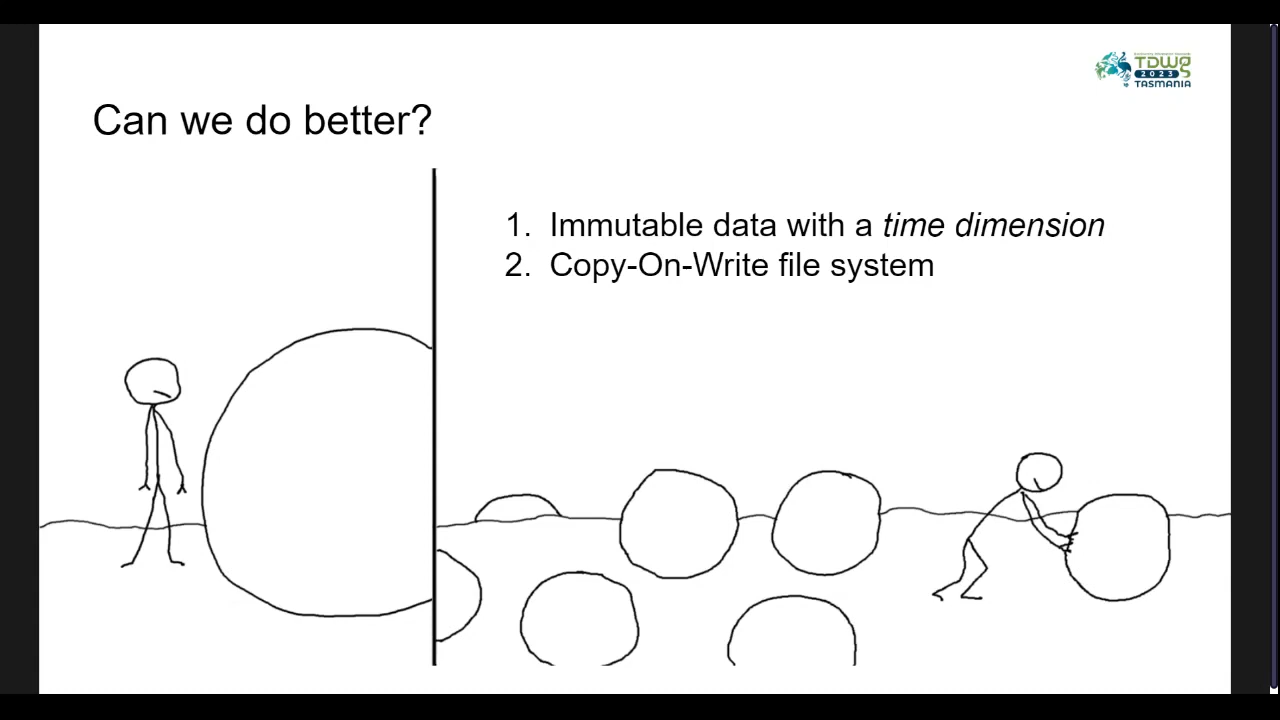 TDWG
2023
TASMANIA
Can we do better?
1. Immutable data with a time dimension
2. Copy-On-Write file system